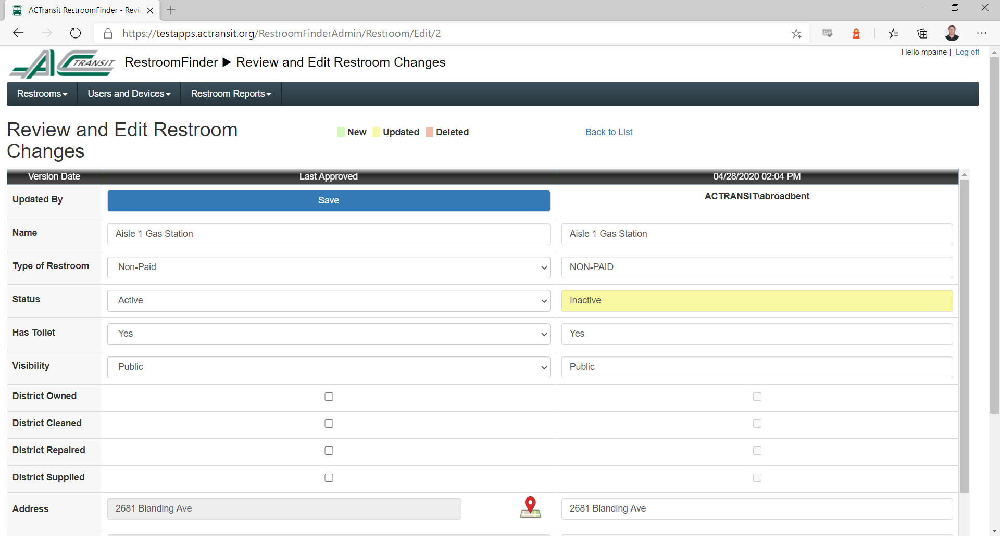 ACTransit RestroomFinder - Revie
https://testapps.actransit.org/RestroomFinderAdmin/Restroom/Edit/2
CSS
Hello mpaine | Log off
AC TRANSIT
RestroomFinder ▶ Review and Edit Restroom Changes
Restrooms Users and Devices Restroom Reports
Review and Edit Restroom
Changes
New Updated Deleted
Back to List
Version Date Last Approved 04/28/2020 02:04 PM
Updated By Save ACTRANSIT\abroadbent
Name Aisle 1 Gas Station Aisle 1 Gas Station
Type of Restroom Non-Paid NON-PAID
Status Active Inactive
Has Toilet Yes Yes
Visibility Public Public
District Owned
District Cleaned
District Repaired
District Supplied
Address 2681 Blanding Ave 2681 Blanding Ave